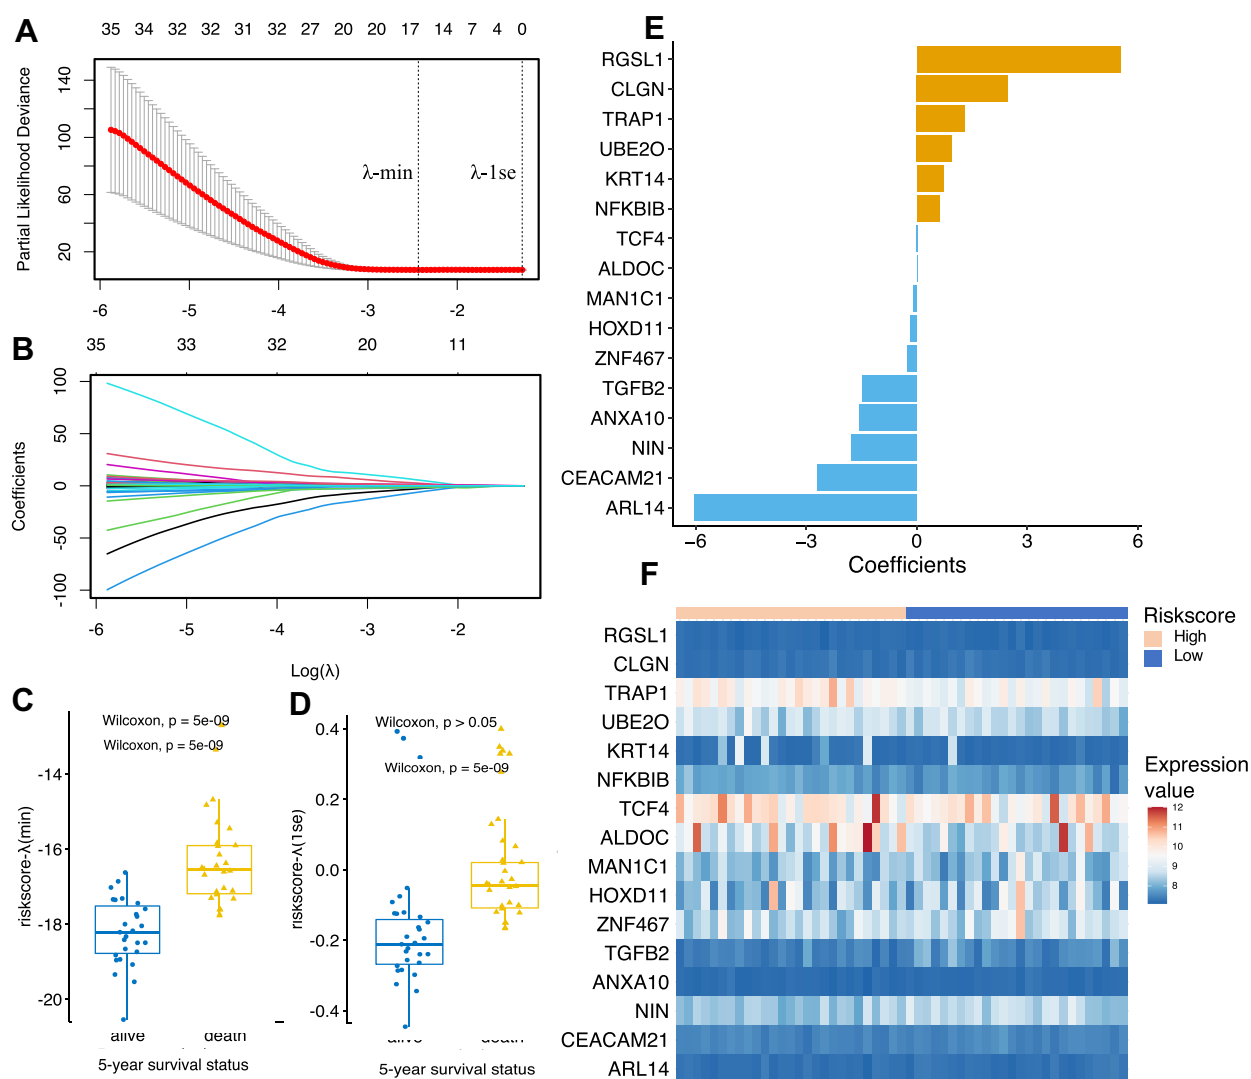 A
35 34 32 32 31 32 27 20 20 17 14 7 4 0
Partial Likelihood Deviance
140
100
60
20
λ-min
λ-1se
-6 -5 -4 -3 -2
B
35 33 32 20 11
Coefficients
100
50
0
-50
-100
-6 -5 -4 -3 -2
Log(λ)
C
Wilcoxon, p = 5e-09
Wilcoxon, p = 5e-09
riskscore-λ(min)
-14
-16
-18
-20
alive death
5-year survival status
D
Wilcoxon, p > 0.05
Wilcoxon, p = 5e-09
riskscore-λ(1se)
0.4
0.2
0.0
-0.2
-0.4
alive death
5-year survival status
E
RGSL1
CLGN
TRAP1
UBE2O
KRT14
NFKBIB
TCF4
ALDOC
MAN1C1
HOXD11
ZNF467
TGFB2
ANXA10
NIN
CEACAM21
ARL14
−6 −3 0 3 6
Coefficients
F
RGSL1
CLGN
TRAP1
UBE2O
KRT14
NFKBIB
TCF4
ALDOC
MAN1C1
HOXD11
ZNF467
TGFB2
ANXA10
NIN
CEACAM21
ARL14
Riskscore
High
Low
Expression
value
12
11
10
9
8